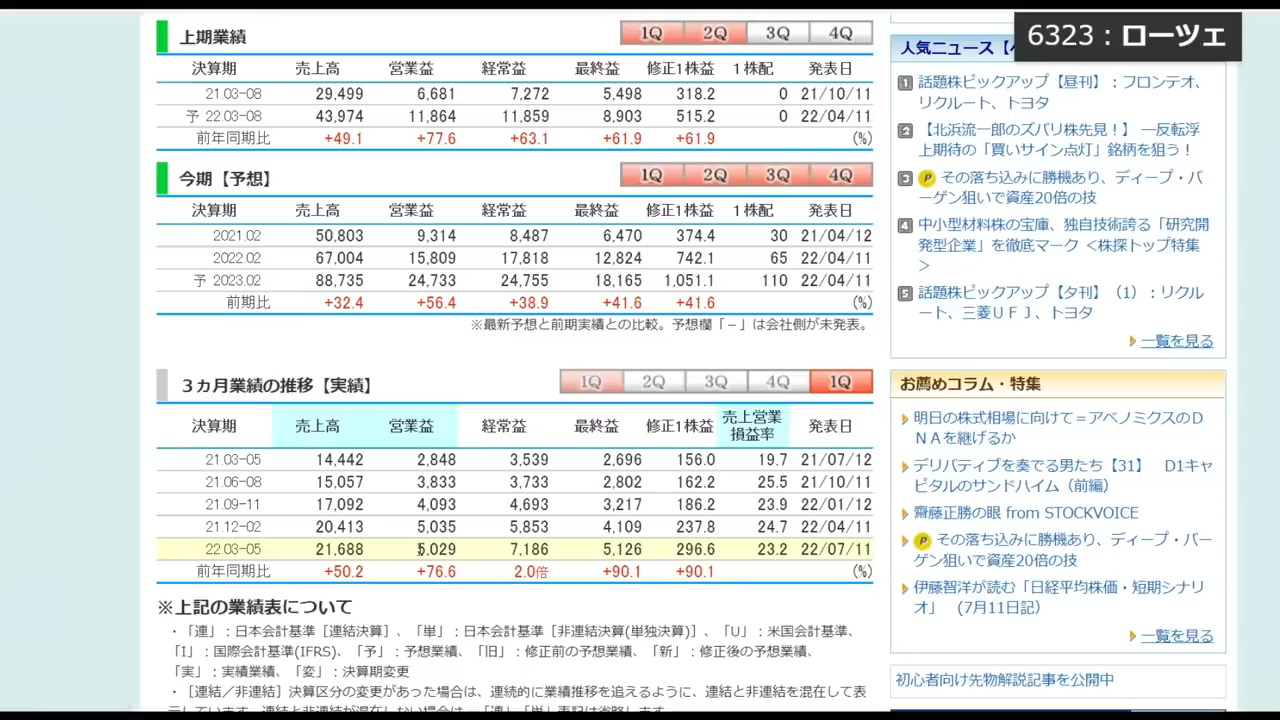 6323：ローツェ
上期業績
1Q 2Q 3Q 4Q
決算期 売上高 営業益 経常益 最終益 修正1株益 １株配 発表日
21.03-08 29,499 6,681 7,272 5,498 318.2 0 21/10/11
予 22.03-08 43,974 11,864 11,859 8,903 515.2 0 22/04/11
前年同期比 +49.1 +77.6 +63.1 +61.9 +61.9 (%)
今期【予想】
1Q 2Q 3Q 4Q
決算期 売上高 営業益 経常益 最終益 修正1株益 １株配 発表日
2021.02 50,803 9,314 8,487 6,470 374.4 30 21/04/12
2022.02 67,004 15,809 17,818 12,824 742.1 65 22/04/11
予 2023.02 88,735 24,733 24,755 18,165 1,051.1 110 22/04/11
前期比 +32.4 +56.4 +38.9 +41.6 +41.6 (%)
※最新予想と前期実績との比較。予想欄「－」は会社側が未発表。
３ヵ月業績の推移【実績】
1Q 2Q 3Q 4Q 1Q
決算期 売上高 営業益 経常益 最終益 修正1株益 売上営業損益率 発表日
21.03-05 14,442 2,848 3,539 2,696 156.0 19.7 21/07/12
21.06-08 15,057 3,833 3,733 2,802 162.2 25.5 21/10/11
21.09-11 17,092 4,093 4,693 3,217 186.2 23.9 22/01/12
21.12-02 20,413 5,035 5,853 4,109 237.8 24.7 22/04/11
22.03-05 21,688 5,029 7,186 5,126 296.6 23.2 22/07/11
前年同期比 +50.2 +76.6 2.0倍 +90.1 +90.1 (%)
※上記の業績表について
・「連」：日本会計基準［連結決算］、「単」：日本会計基準［非連結決算(単独決算)］、「U」：米国会計基準、
「I」：国際会計基準(IFRS)、「予」：予想業績、「旧」：修正前の予想業績、「新」：修正後の予想業績、
「実」：実績業績、「変」：決算期変更
・［連結／非連結］決算区分の変更があった場合は、連続的に業績推移を追えるように、連結と非連結を混在して表
人気ニュース【
1 話題株ピックアップ【昼刊】：フロンテオ、
リクルート、トヨタ
2 【北浜流一郎のズバリ株先見！】 ―反転浮
上期待の「買いサイン点灯」銘柄を狙う！
3 P その落ち込みに勝機あり、ディープ・バ
ーゲン狙いで資産20倍の技
4 中小型材料株の宝庫、独自技術誇る「研究開
発型企業」を徹底マーク ＜株探トップ特集
＞
5 話題株ピックアップ【夕刊】（1）：リクル
ート、三菱ＵＦＪ、トヨタ
一覧を見る
お薦めコラム・特集
明日の株式相場に向けて＝アベノミクスのＤ
ＮＡを継げるか
デリバティブを奏でる男たち【31】 D1キャ
ピタルのサンドハイム（前編）
齋藤正勝の眼 from STOCKVOICE
P その落ち込みに勝機あり、ディープ・バー
ゲン狙いで資産20倍の技
伊藤智洋が読む「日経平均株価・短期シナリ
オ」 (7月11日記)
一覧を見る
初心者向け先物解説記事を公開中